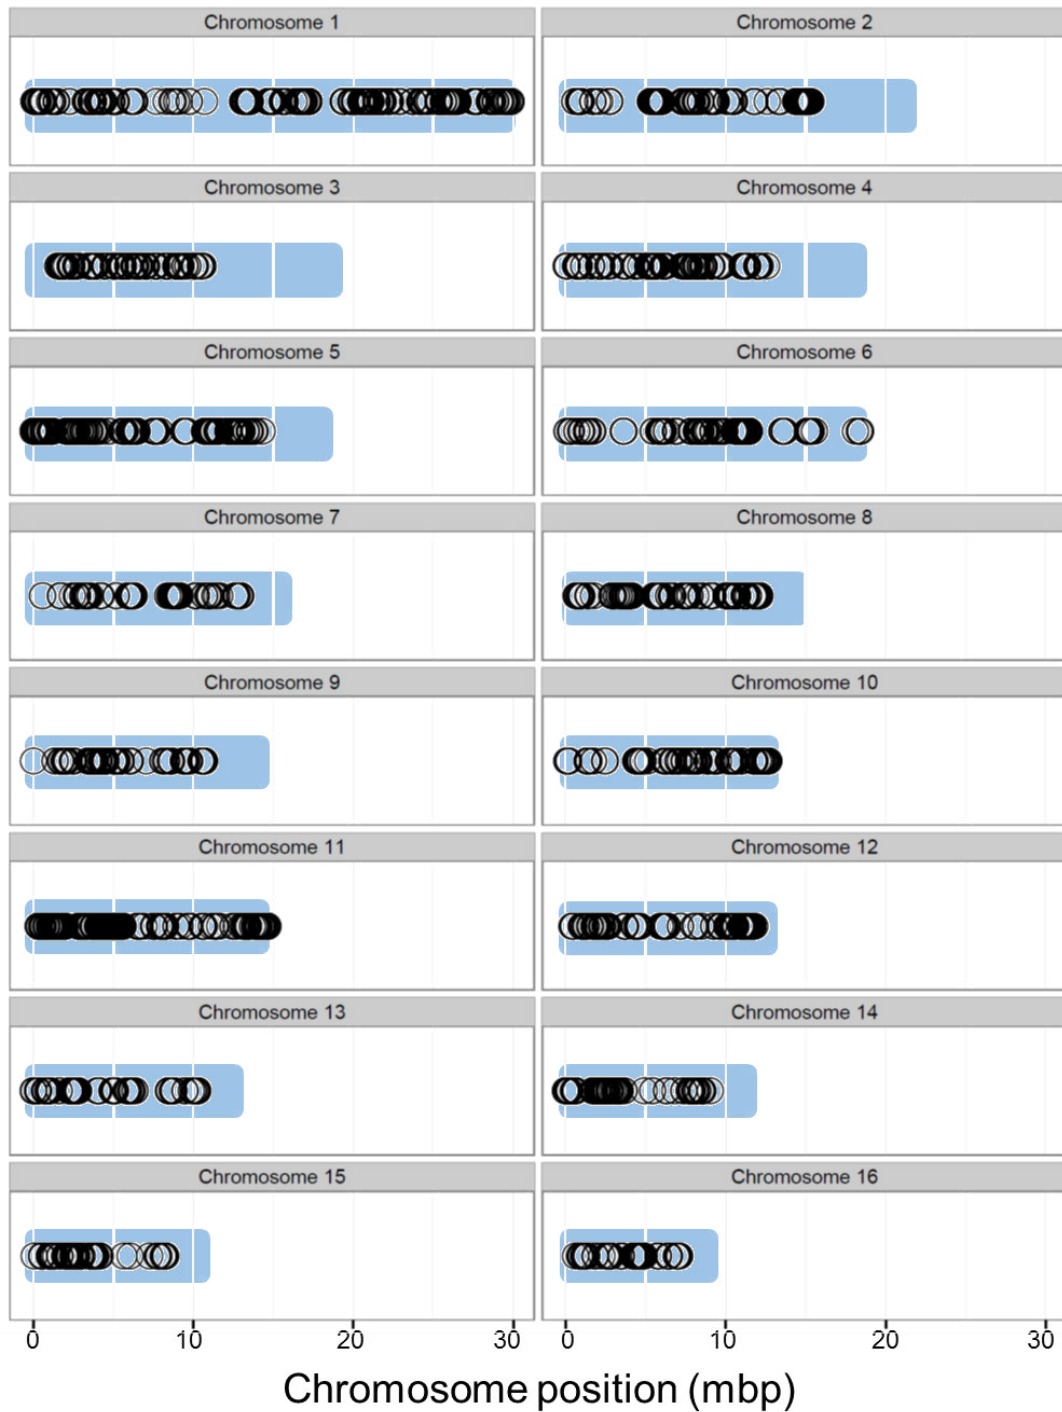 Chromosome 1
Chromosome 2
Chromosome 3
Chromosome 4
Chromosome 5
Chromosome 6
Chromosome 7
Chromosome 8
Chromosome 9
Chromosome 10
Chromosome 11
Chromosome 12
Chromosome 13
Chromosome 14
Chromosome 15
Chromosome 16
0 10 20 30 0 10 20 30
Chromosome position (mbp)